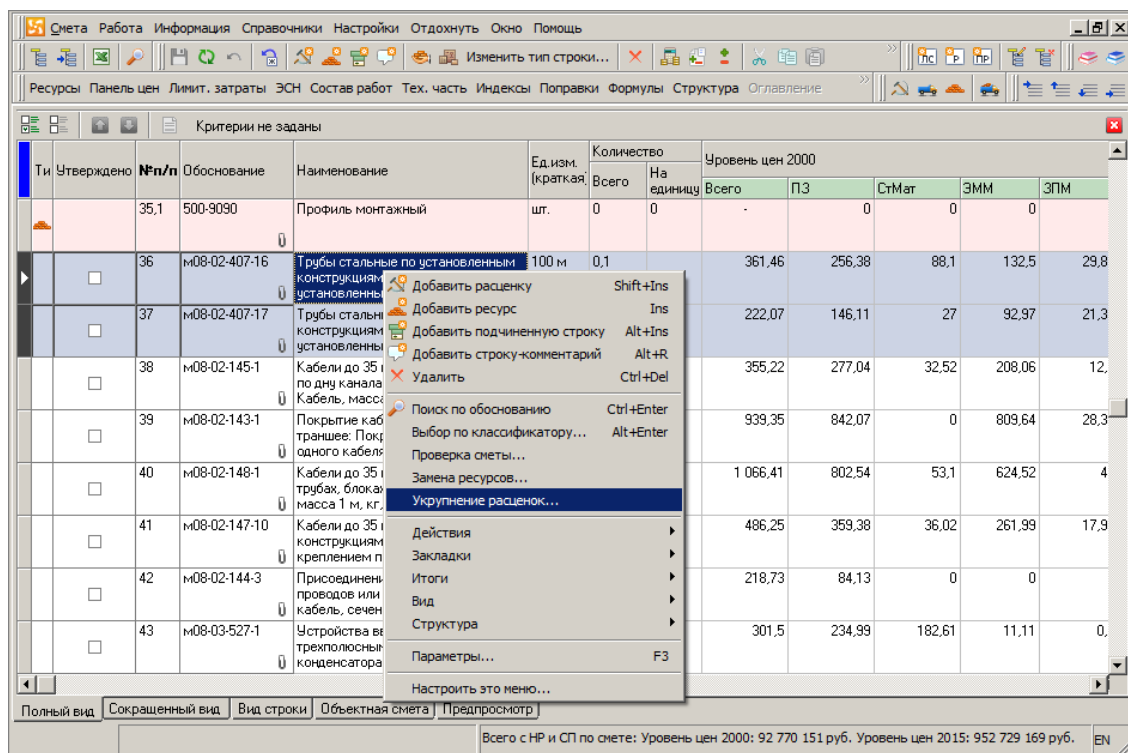 Смета Работа Информация Справочники Настройки Отдохнуть Окно Помощь
Изменить тип строки...
ПС Р ПР
Ресурсы Панель цен Лимит. затраты ЭСН Состав работ Тех. часть Индексы Поправки Формулы Структура Оглавление
Критерии не заданы
Ти Утверждено №п/п Обоснование Наименование Ед.изм. (краткая) Количество Уровень цен 2000
Всего На единицу Всего ПЗ СтМат ЭММ ЗПМ
35,1 500-9090 Профиль монтажный шт. 0 0 - 0 0 0
36 м08-02-407-16 Трубы стальные по установленным 100 м 0,1 361,46 256,38 88,1 132,5 29,8
конструкциям
установленны
37 м08-02-407-17 Трубы стальн 222,07 146,11 27 92,97 21,3
конструкциям
установленны
38 м08-02-145-1 Кабели до 35 355,22 277,04 32,52 208,06 12,
по дну канала
Кабель, масс
39 м08-02-143-1 Покрытие каб 939,35 842,07 0 809,64 28,3
траншее: Покр
одного кабеля
40 м08-02-148-1 Кабели до 35 1 066,41 802,54 53,1 624,52 4
трубах, блоках
масса 1 м, кг,
41 м08-02-147-10 Кабели до 35 486,25 359,38 36,02 261,99 17,9
конструкциям
креплением п
42 м08-02-144-3 Присоединени 218,73 84,13 0 0
проводов или
кабель, сечен
43 м08-03-527-1 Устройства вв 301,5 234,99 182,61 11,11 0,
трехполюсны
конденсатора
Добавить расценку Shift+Ins
Добавить ресурс Ins
Добавить подчиненную строку Alt+Ins
Добавить строку-комментарий Alt+R
Удалить Ctrl+Del
Поиск по обоснованию Ctrl+Enter
Выбор по классификатору... Alt+Enter
Проверка сметы...
Замена ресурсов...
Укрупнение расценок...
Действия
Закладки
Итоги
Вид
Структура
Параметры... F3
Настроить это меню...
Полный вид Сокращенный вид Вид строки Объектная смета Предпросмотр
Всего с НР и СП по смете: Уровень цен 2000: 92 770 151 руб. Уровень цен 2015: 952 729 169 руб. EN